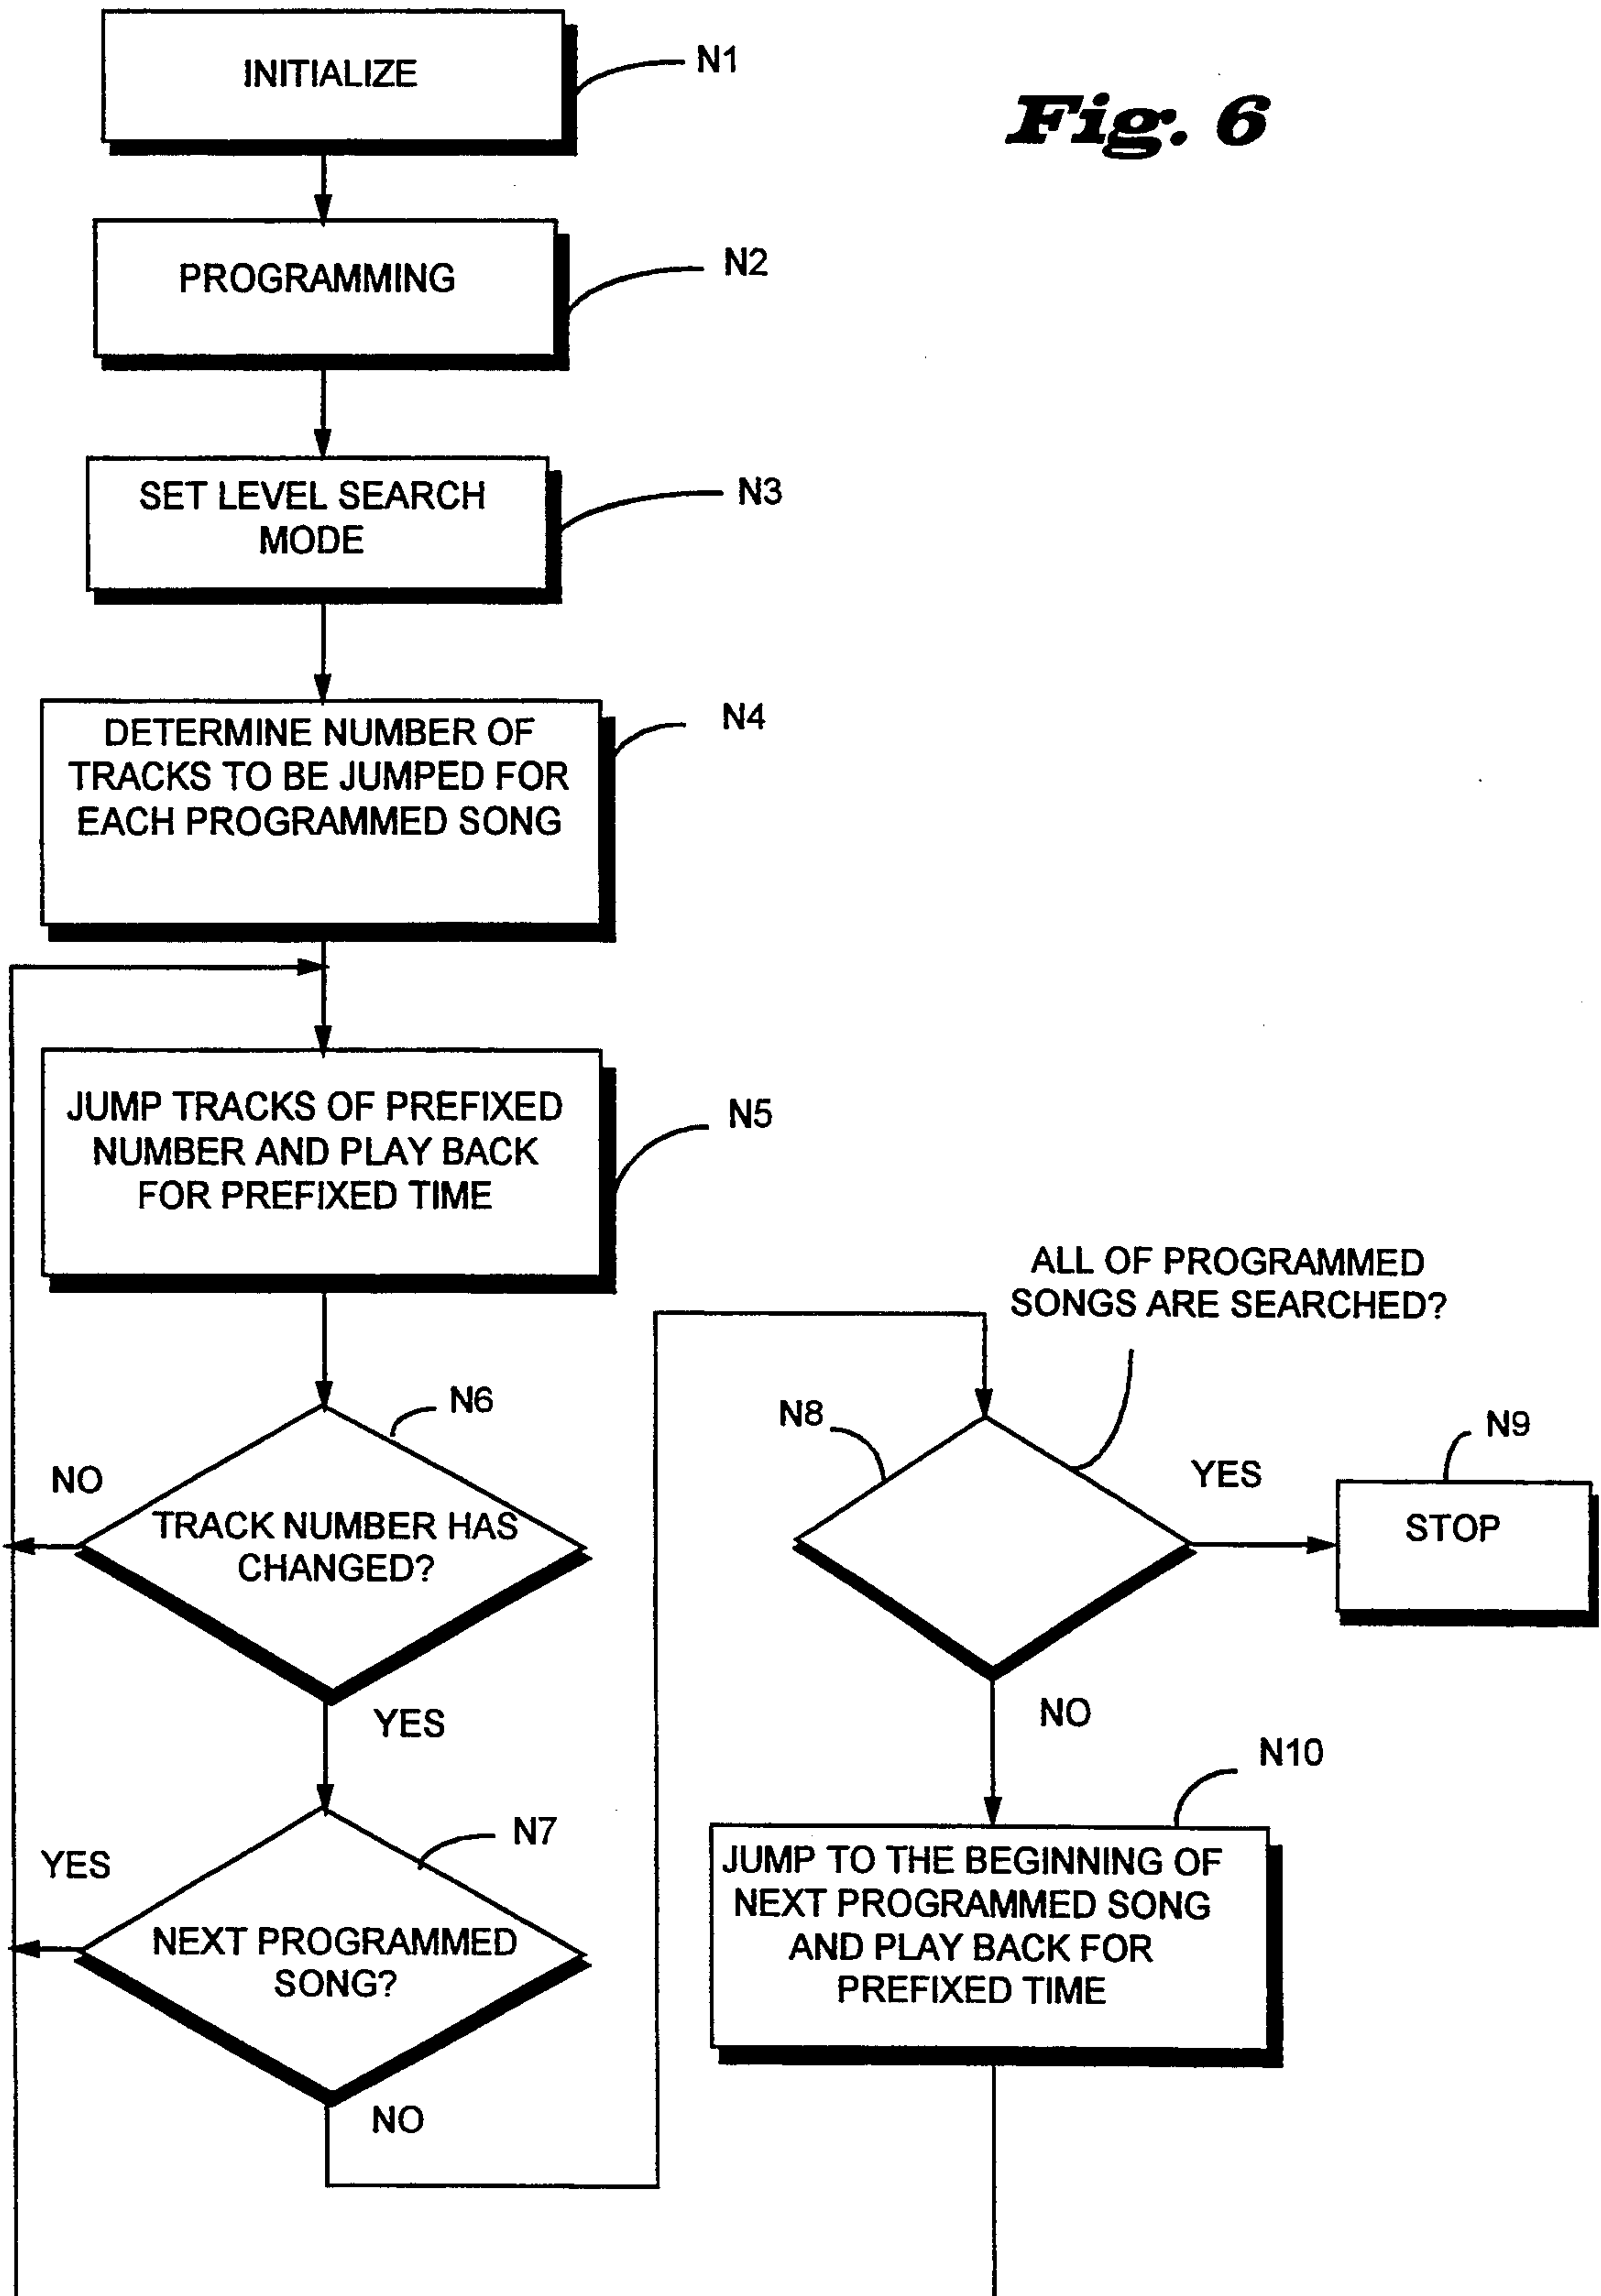 INITIALIZE
N1
Fig. 6
PROGRAMMING
N2
SET LEVEL SEARCH
MODE
N3
DETERMINE NUMBER OF
TRACKS TO BE JUMPED FOR
EACH PROGRAMMED SONG
N4
JUMP TRACKS OF PREFIXED
NUMBER AND PLAY BACK
FOR PREFIXED TIME
N5
N6
NO
TRACK NUMBER HAS
CHANGED?
YES
N7
YES
NEXT PROGRAMMED
SONG?
NO
ALL OF PROGRAMMED
SONGS ARE SEARCHED?
N8
YES
N9
STOP
NO
N10
JUMP TO THE BEGINNING OF
NEXT PROGRAMMED SONG
AND PLAY BACK FOR
PREFIXED TIME